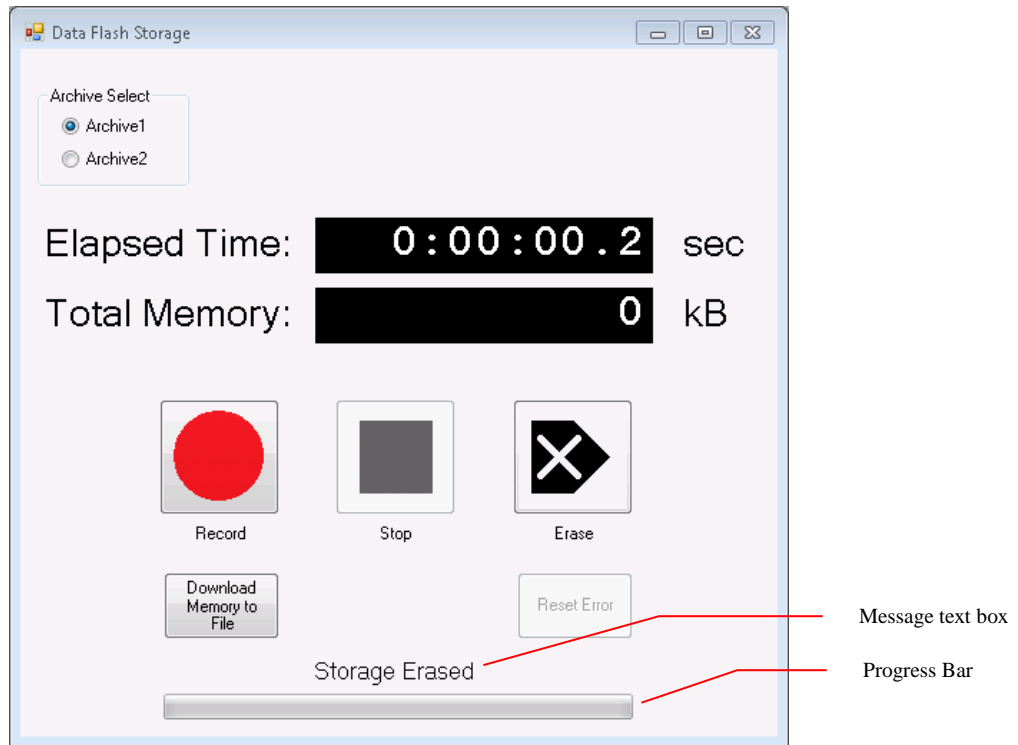 Data Flash Storage
Archive Select
Archive1
Archive2
Elapsed Time: 0:00:00.2 sec
Total Memory: 0 kB
Record Stop Erase
Download
Memory to
File
Reset Error
Message text box
Storage Erased
Progress Bar